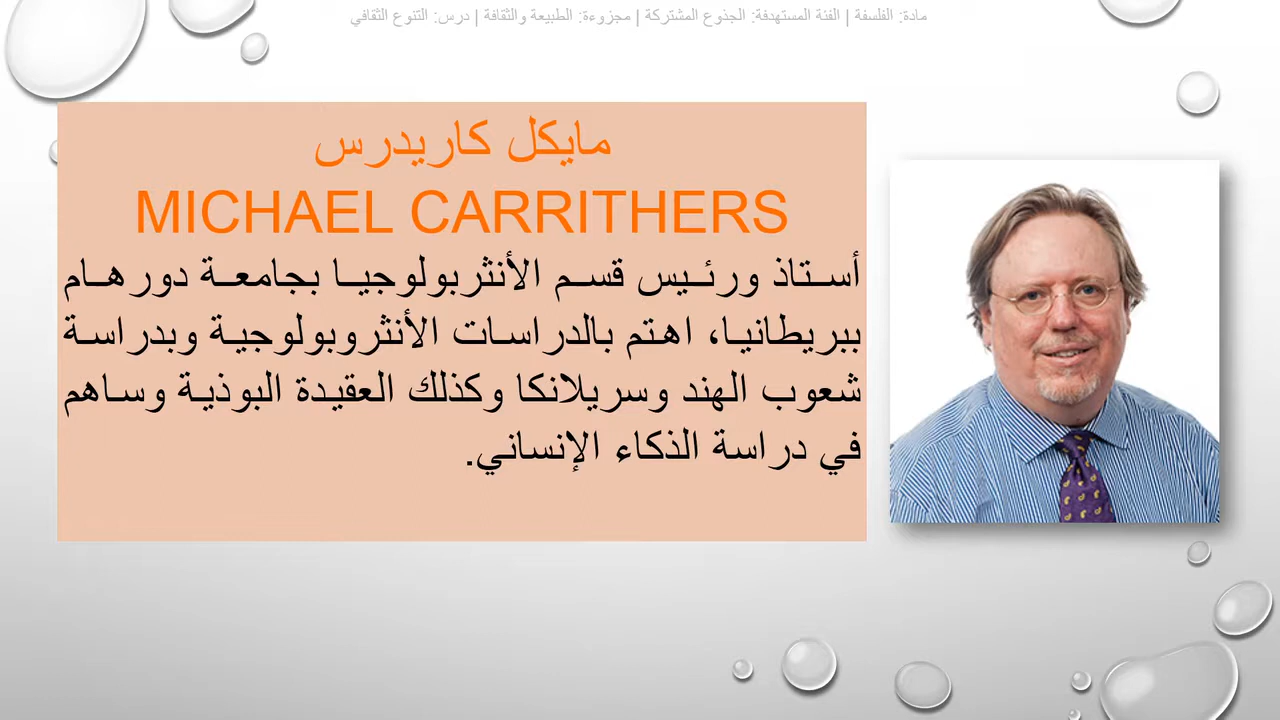 مادة: الفلسفة | الفئة المستهدفة: الجذوع المشتركة | مجزوءة: الطبيعة والثقافة | درس: التنوع الثقافي
مايكل كاريدرس
MICHAEL CARRITHERS
أستاذ ورئيس قسم الأنثربولوجيا بجامعة دورهام
ببريطانيا، اهتم بالدراسات الأنثروبولوجية وبدراسة
شعوب الهند وسريلانكا وكذلك العقيدة البوذية وساهم
في دراسة الذكاء الإنساني.